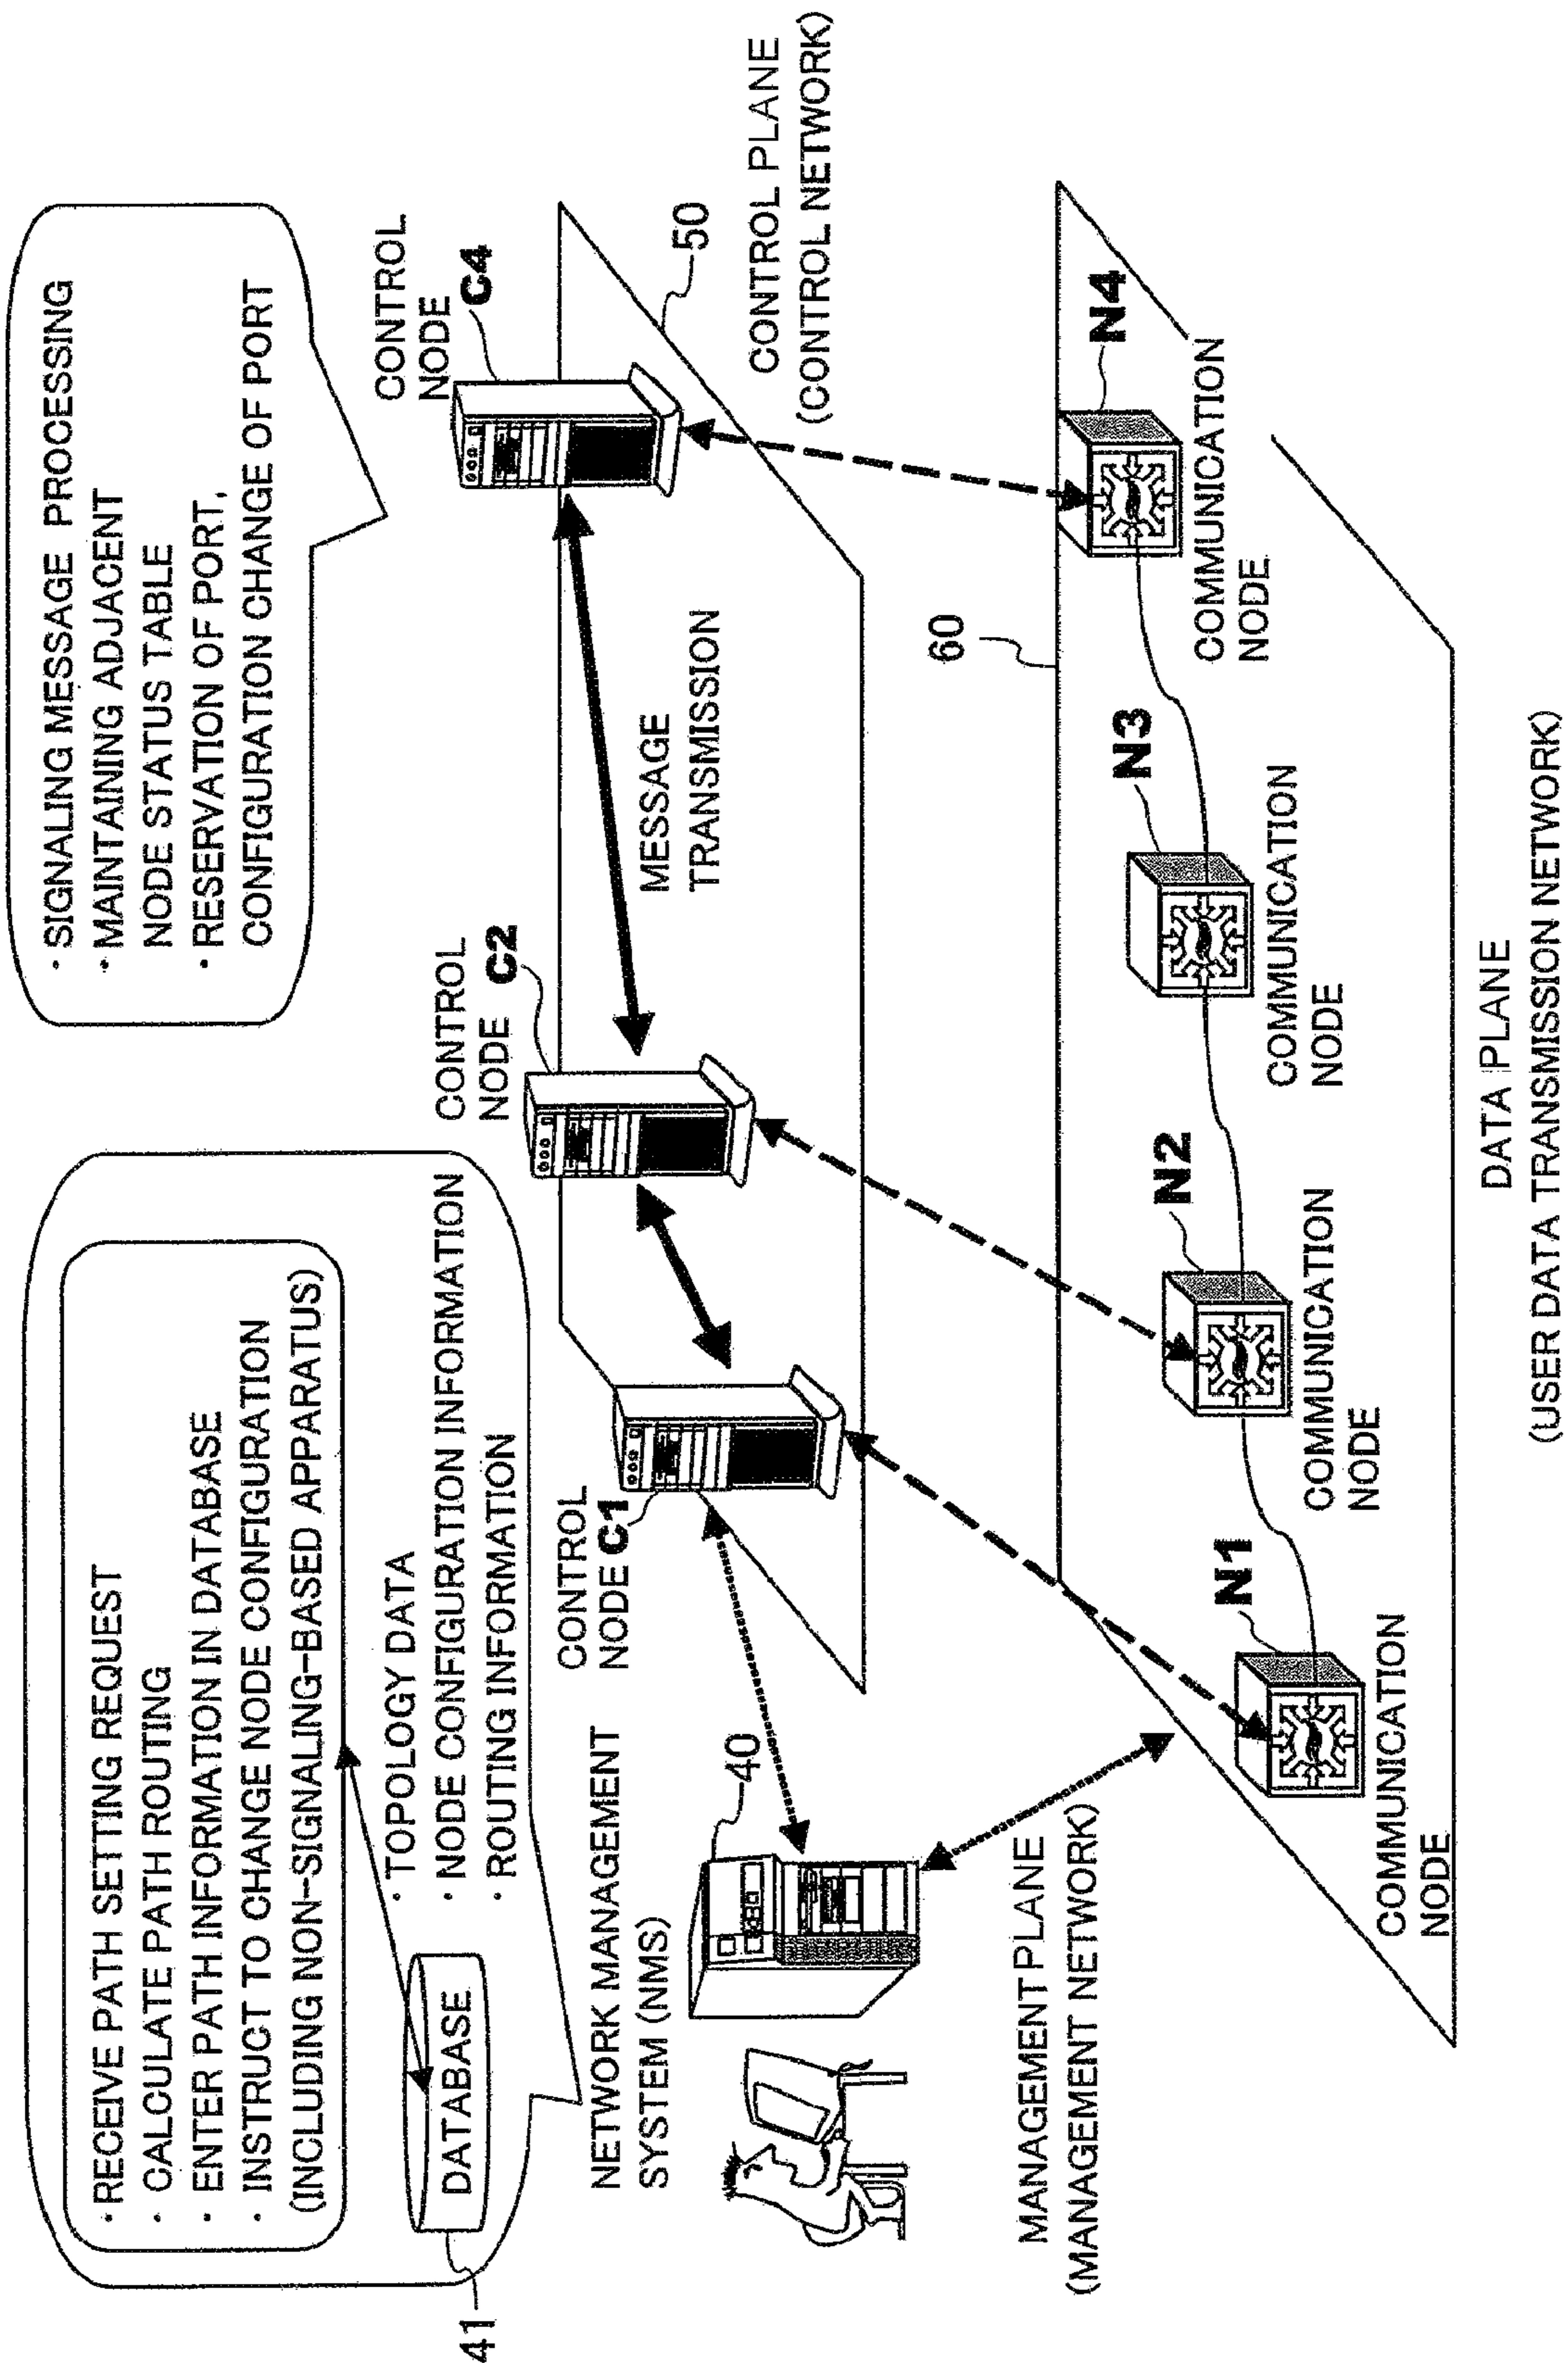 · RECEIVE PATH SETTING REQUEST
· CALCULATE PATH ROUTING
· ENTER PATH INFORMATION IN DATABASE
· INSTRUCT TO CHANGE NODE CONFIGURATION
(INCLUDING NON-SIGNALING-BASED APPARATUS)
41
DATABASE
· TOPOLOGY DATA
· NODE CONFIGURATION INFORMATION
· ROUTING INFORMATION
· SIGNALING MESSAGE PROCESSING
· MAINTAINING ADJACENT
NODE STATUS TABLE
· RESERVATION OF PORT,
CONFIGURATION CHANGE OF PORT
NETWORK MANAGEMENT
SYSTEM (NMS)
40
CONTROL
NODE C1
CONTROL
NODE C2
CONTROL
NODE C4
MESSAGE
TRANSMISSION
50
CONTROL PLANE
(CONTROL NETWORK)
MANAGEMENT PLANE
(MANAGEMENT NETWORK)
60
N1
COMMUNICATION
NODE
N2
COMMUNICATION
NODE
N3
COMMUNICATION
NODE
N4
COMMUNICATION
NODE
DATA PLANE
(USER DATA TRANSMISSION NETWORK)